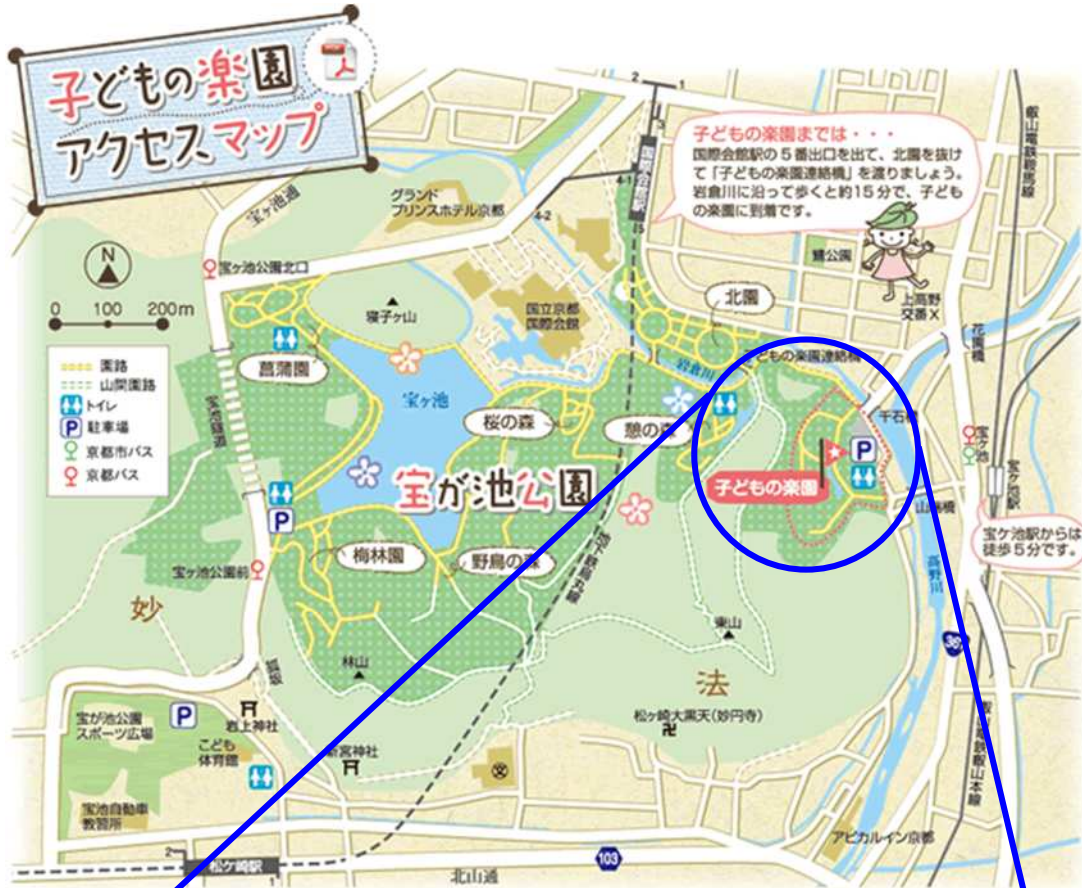 子どもの楽園
アクセスマップ
子どもの楽園までは・・・
国際会館駅の5番出口を出て、北園を抜け
て「子どもの楽園連絡橋」を渡りましょう。
岩倉川に沿って歩くと約15分で、子ども
の楽園に到着です。
叡山電鉄鞍馬線
国際会館駅
2
1
3
4-1
4-2
5
宝ヶ池通
グランド
プリンスホテル京都
宝ヶ池公園北口
N
0 100 200m
園路
山間園路
トイレ
P 駐車場
京都市バス
京都バス
菖蒲園
寝子ヶ山
国立京都
国際会館
北園
鯖公園
上高野
交番X
花園橋
岩倉川
どもの楽園連絡橋
宝ヶ池
桜の森
憩の森
千石橋
P
子どもの楽園
宝が池公園
宝ヶ池
宝ヶ池駅
宝ヶ池駅からは
徒歩5分です。
P
宝ヶ池公園前
梅林園
野鳥の森
高野川
妙
東山
林山
法
松ヶ崎大黒天(妙円寺)
狐坂
岩上神社
新宮神社
宝が池公園
スポーツ広場
P
こども
体育館
文
宝池自動車
教習所
叡山電鉄叡山本線
アピカルイン京都
2
松ヶ崎駅
1
103
北山通